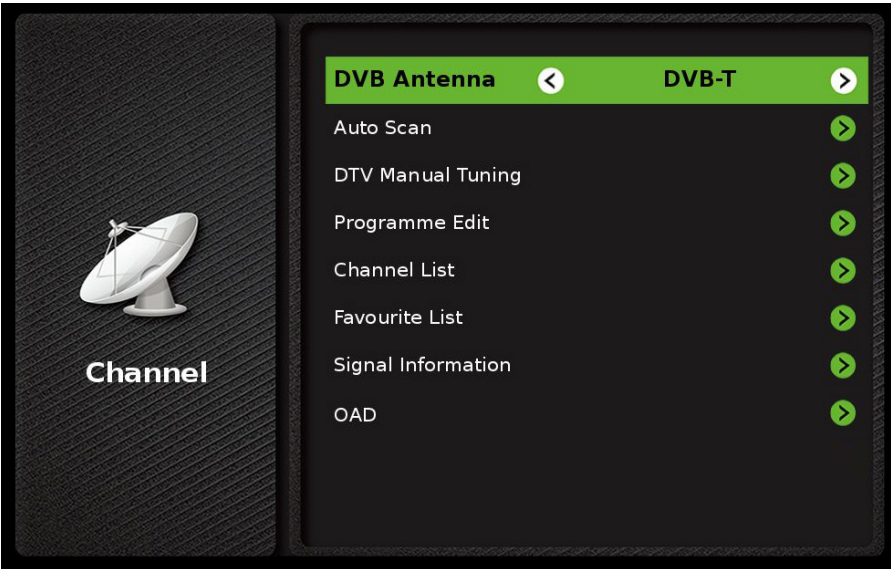 DVB Antenna DVB-T
Auto Scan
DTV Manual Tuning
Programme Edit
Channel List
Favourite List
Signal Information
OAD
Channel